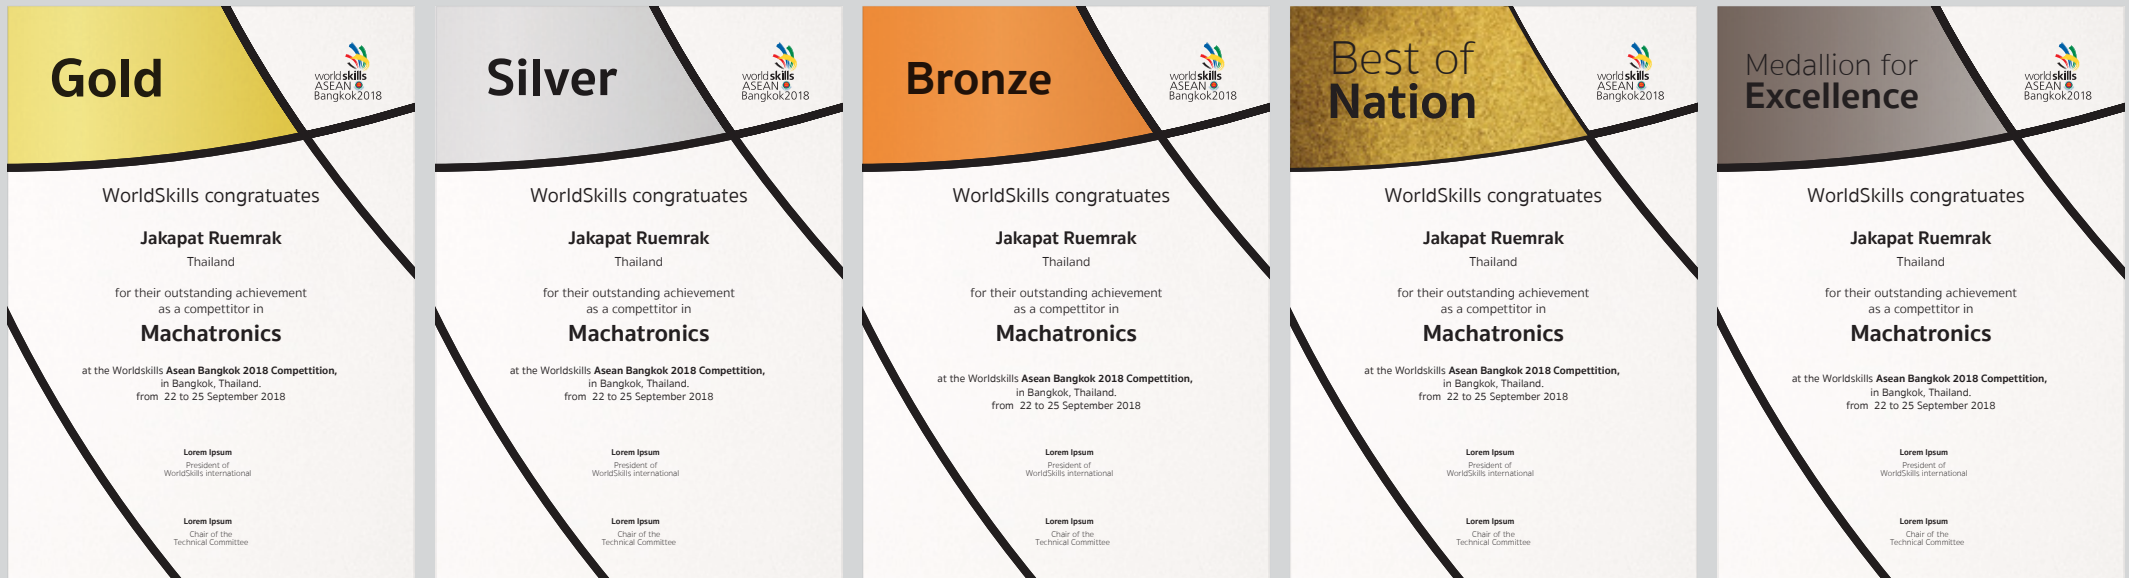 Gold
worldskills
ASEAN
Bangkok2018
WorldSkills congratuates
Jakapat Ruemrak
Thailand
for their outstanding achievement
as a compettitor in
Machatronics
at the Worldskills Asean Bangkok 2018 Compettition,
in Bangkok, Thailand.
from 22 to 25 September 2018
Lorem Ipsum
President of
WorldSkills international
Lorem Ipsum
Chair of the
Technical Committee
Silver
worldskills
ASEAN
Bangkok2018
WorldSkills congratuates
Jakapat Ruemrak
Thailand
for their outstanding achievement
as a compettitor in
Machatronics
at the Worldskills Asean Bangkok 2018 Compettition,
in Bangkok, Thailand.
from 22 to 25 September 2018
Lorem Ipsum
President of
WorldSkills international
Lorem Ipsum
Chair of the
Technical Committee
Bronze
worldskills
ASEAN
Bangkok2018
WorldSkills congratuates
Jakapat Ruemrak
Thailand
for their outstanding achievement
as a compettitor in
Machatronics
at the Worldskills Asean Bangkok 2018 Compettition,
in Bangkok, Thailand.
from 22 to 25 September 2018
Lorem Ipsum
President of
WorldSkills international
Lorem Ipsum
Chair of the
Technical Committee
Best of
Nation
worldskills
ASEAN
Bangkok2018
WorldSkills congratuates
Jakapat Ruemrak
Thailand
for their outstanding achievement
as a compettitor in
Machatronics
at the Worldskills Asean Bangkok 2018 Compettition,
in Bangkok, Thailand.
from 22 to 25 September 2018
Lorem Ipsum
President of
WorldSkills international
Lorem Ipsum
Chair of the
Technical Committee
Medallion for
Excellence
worldskills
ASEAN
Bangkok2018
WorldSkills congratuates
Jakapat Ruemrak
Thailand
for their outstanding achievement
as a compettitor in
Machatronics
at the Worldskills Asean Bangkok 2018 Compettition,
in Bangkok, Thailand.
from 22 to 25 September 2018
Lorem Ipsum
President of
WorldSkills international
Lorem Ipsum
Chair of the
Technical Committee